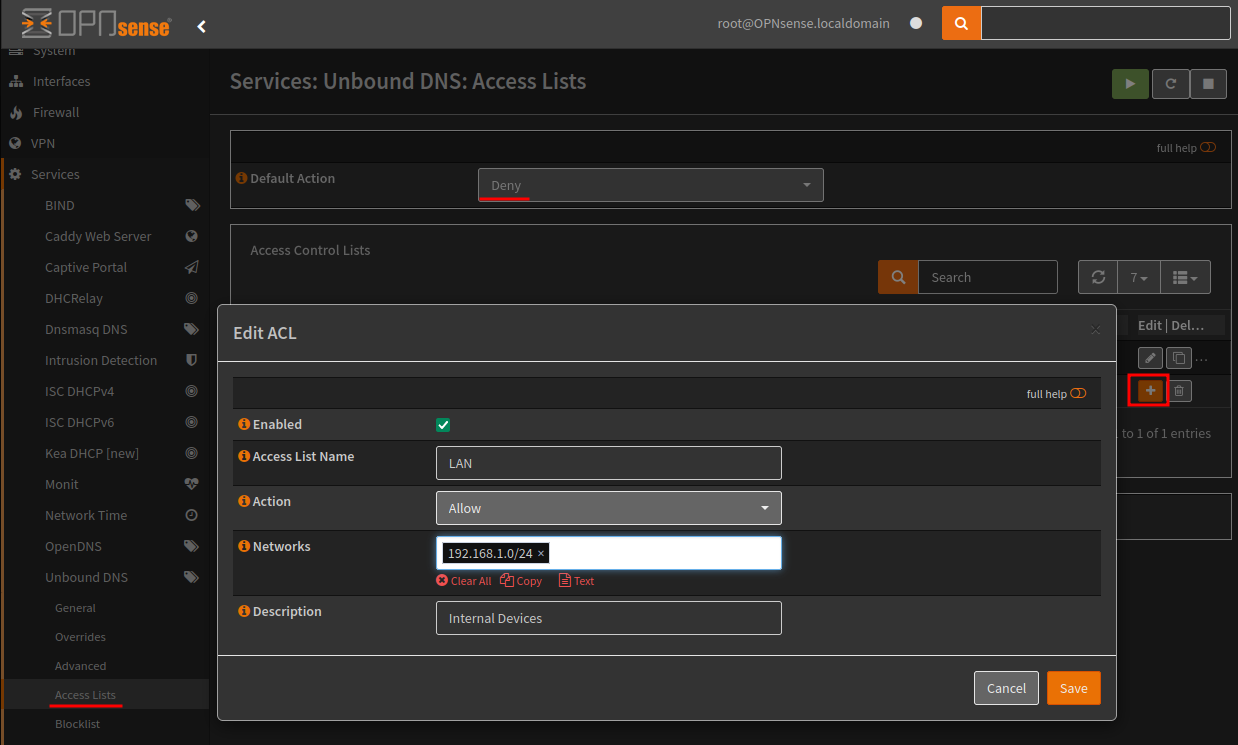 OPNsense
root@OPNsense.localdomain
System
Interfaces
Firewall
VPN
Services
BIND
Caddy Web Server
Captive Portal
DHCRelay
Dnsmasq DNS
Intrusion Detection
ISC DHCPv4
ISC DHCPv6
Kea DHCP [new]
Monit
Network Time
OpenDNS
Unbound DNS
General
Overrides
Advanced
Access Lists
Blocklist
Services: Unbound DNS: Access Lists
full help
Default Action
Deny
Access Control Lists
Search
7
Edit | Del...
...
to 1 of 1 entries
Edit ACL
×
full help
Enabled
Access List Name
LAN
Action
Allow
Networks
192.168.1.0/24 ×
Clear All Copy Text
Description
Internal Devices
Cancel Save